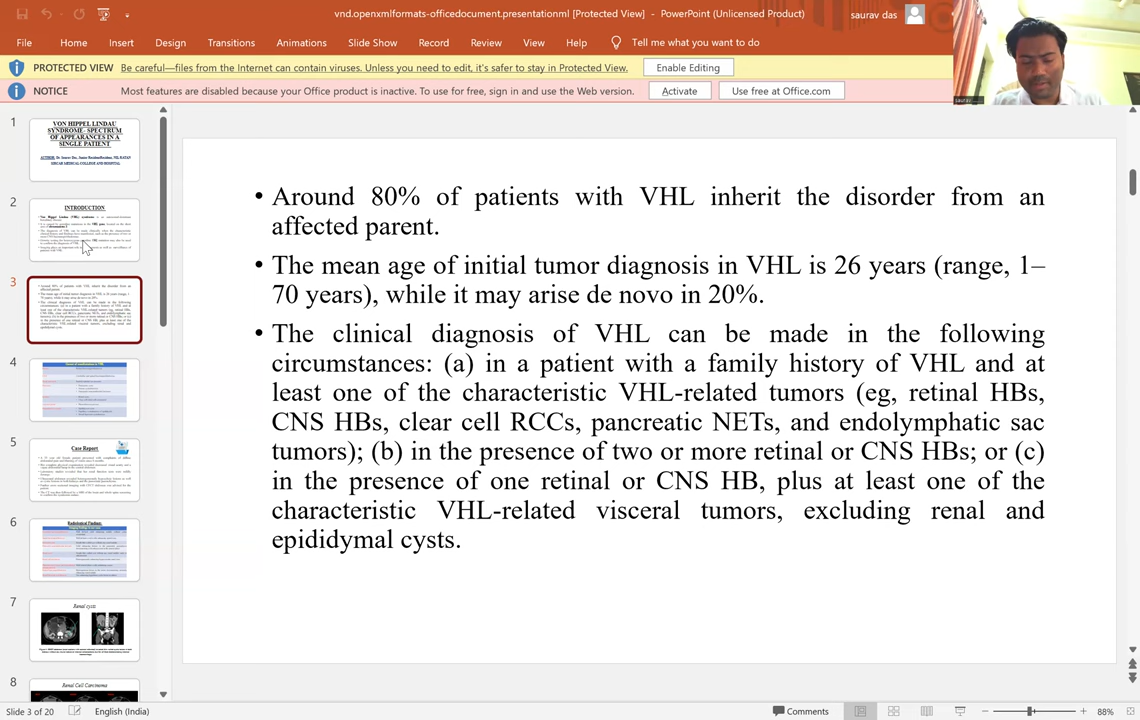 vnd.openxmlformats-officedocument.presentationml [Protected View] - PowerPoint (Unlicensed Product)
saurav das
File Home Insert Design Transitions Animations Slide Show Record Review View Help Tell me what you want to do
PROTECTED VIEW Be careful—files from the Internet can contain viruses. Unless you need to edit, it's safer to stay in Protected View. Enable Editing
NOTICE Most features are disabled because your Office product is inactive. To use for free, sign in and use the Web version. Activate Use free at Office.com
1
VON HIPPEL LINDAU
SYNDROME- SPECTRUM
OF APPEARANCES IN A
SINGLE PATIENT
2
INTRODUCTION
3
4
5
Case Report
6
Radiological Findings
7
Renal cyst
8
Renal Cell Carcinoma
• Around 80% of patients with VHL inherit the disorder from an
affected parent.
• The mean age of initial tumor diagnosis in VHL is 26 years (range, 1–
70 years), while it may arise de novo in 20%.
• The clinical diagnosis of VHL can be made in the following
circumstances: (a) in a patient with a family history of VHL and at
least one of the characteristic VHL-related tumors (eg, retinal HBs,
CNS HBs, clear cell RCCs, pancreatic NETs, and endolymphatic sac
tumors); (b) in the presence of two or more retinal or CNS HBs; or (c)
in the presence of one retinal or CNS HB, plus at least one of the
characteristic VHL-related visceral tumors, excluding renal and
epididymal cysts.
Slide 3 of 20 English (India) Comments 88%